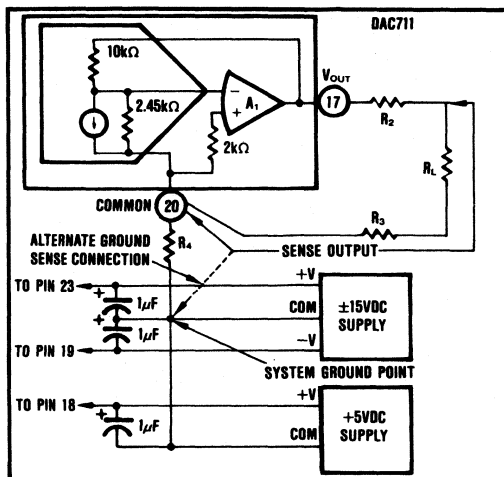 DAC711
10kΩ
2.45kΩ
2kΩ
−
+
A1
VOUT
17
R2
RL
R3
COMMON
20
R4
ALTERNATE GROUND
SENSE CONNECTION
SENSE OUTPUT
TO PIN 23
+
1μF
+
1μF
TO PIN 19
+V
COM
−V
±15VDC
SUPPLY
SYSTEM GROUND POINT
TO PIN 18
+
1μF
+V
COM
+5VDC
SUPPLY